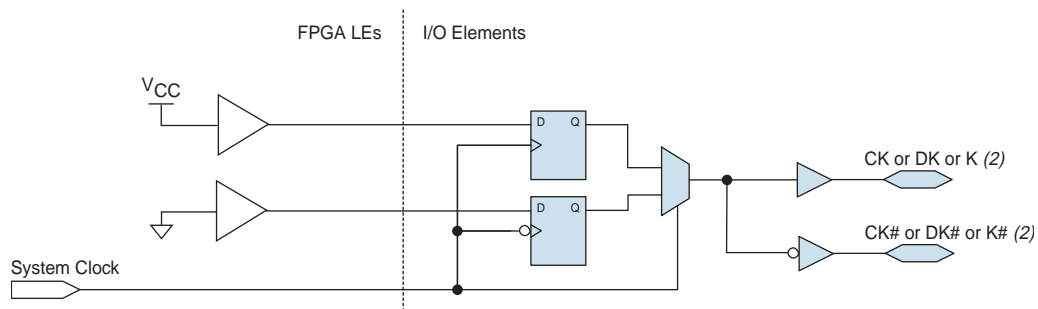 FPGA LEs
I/O Elements
VCC
D Q
CK or DK or K (2)
D Q
CK# or DK# or K# (2)
System Clock